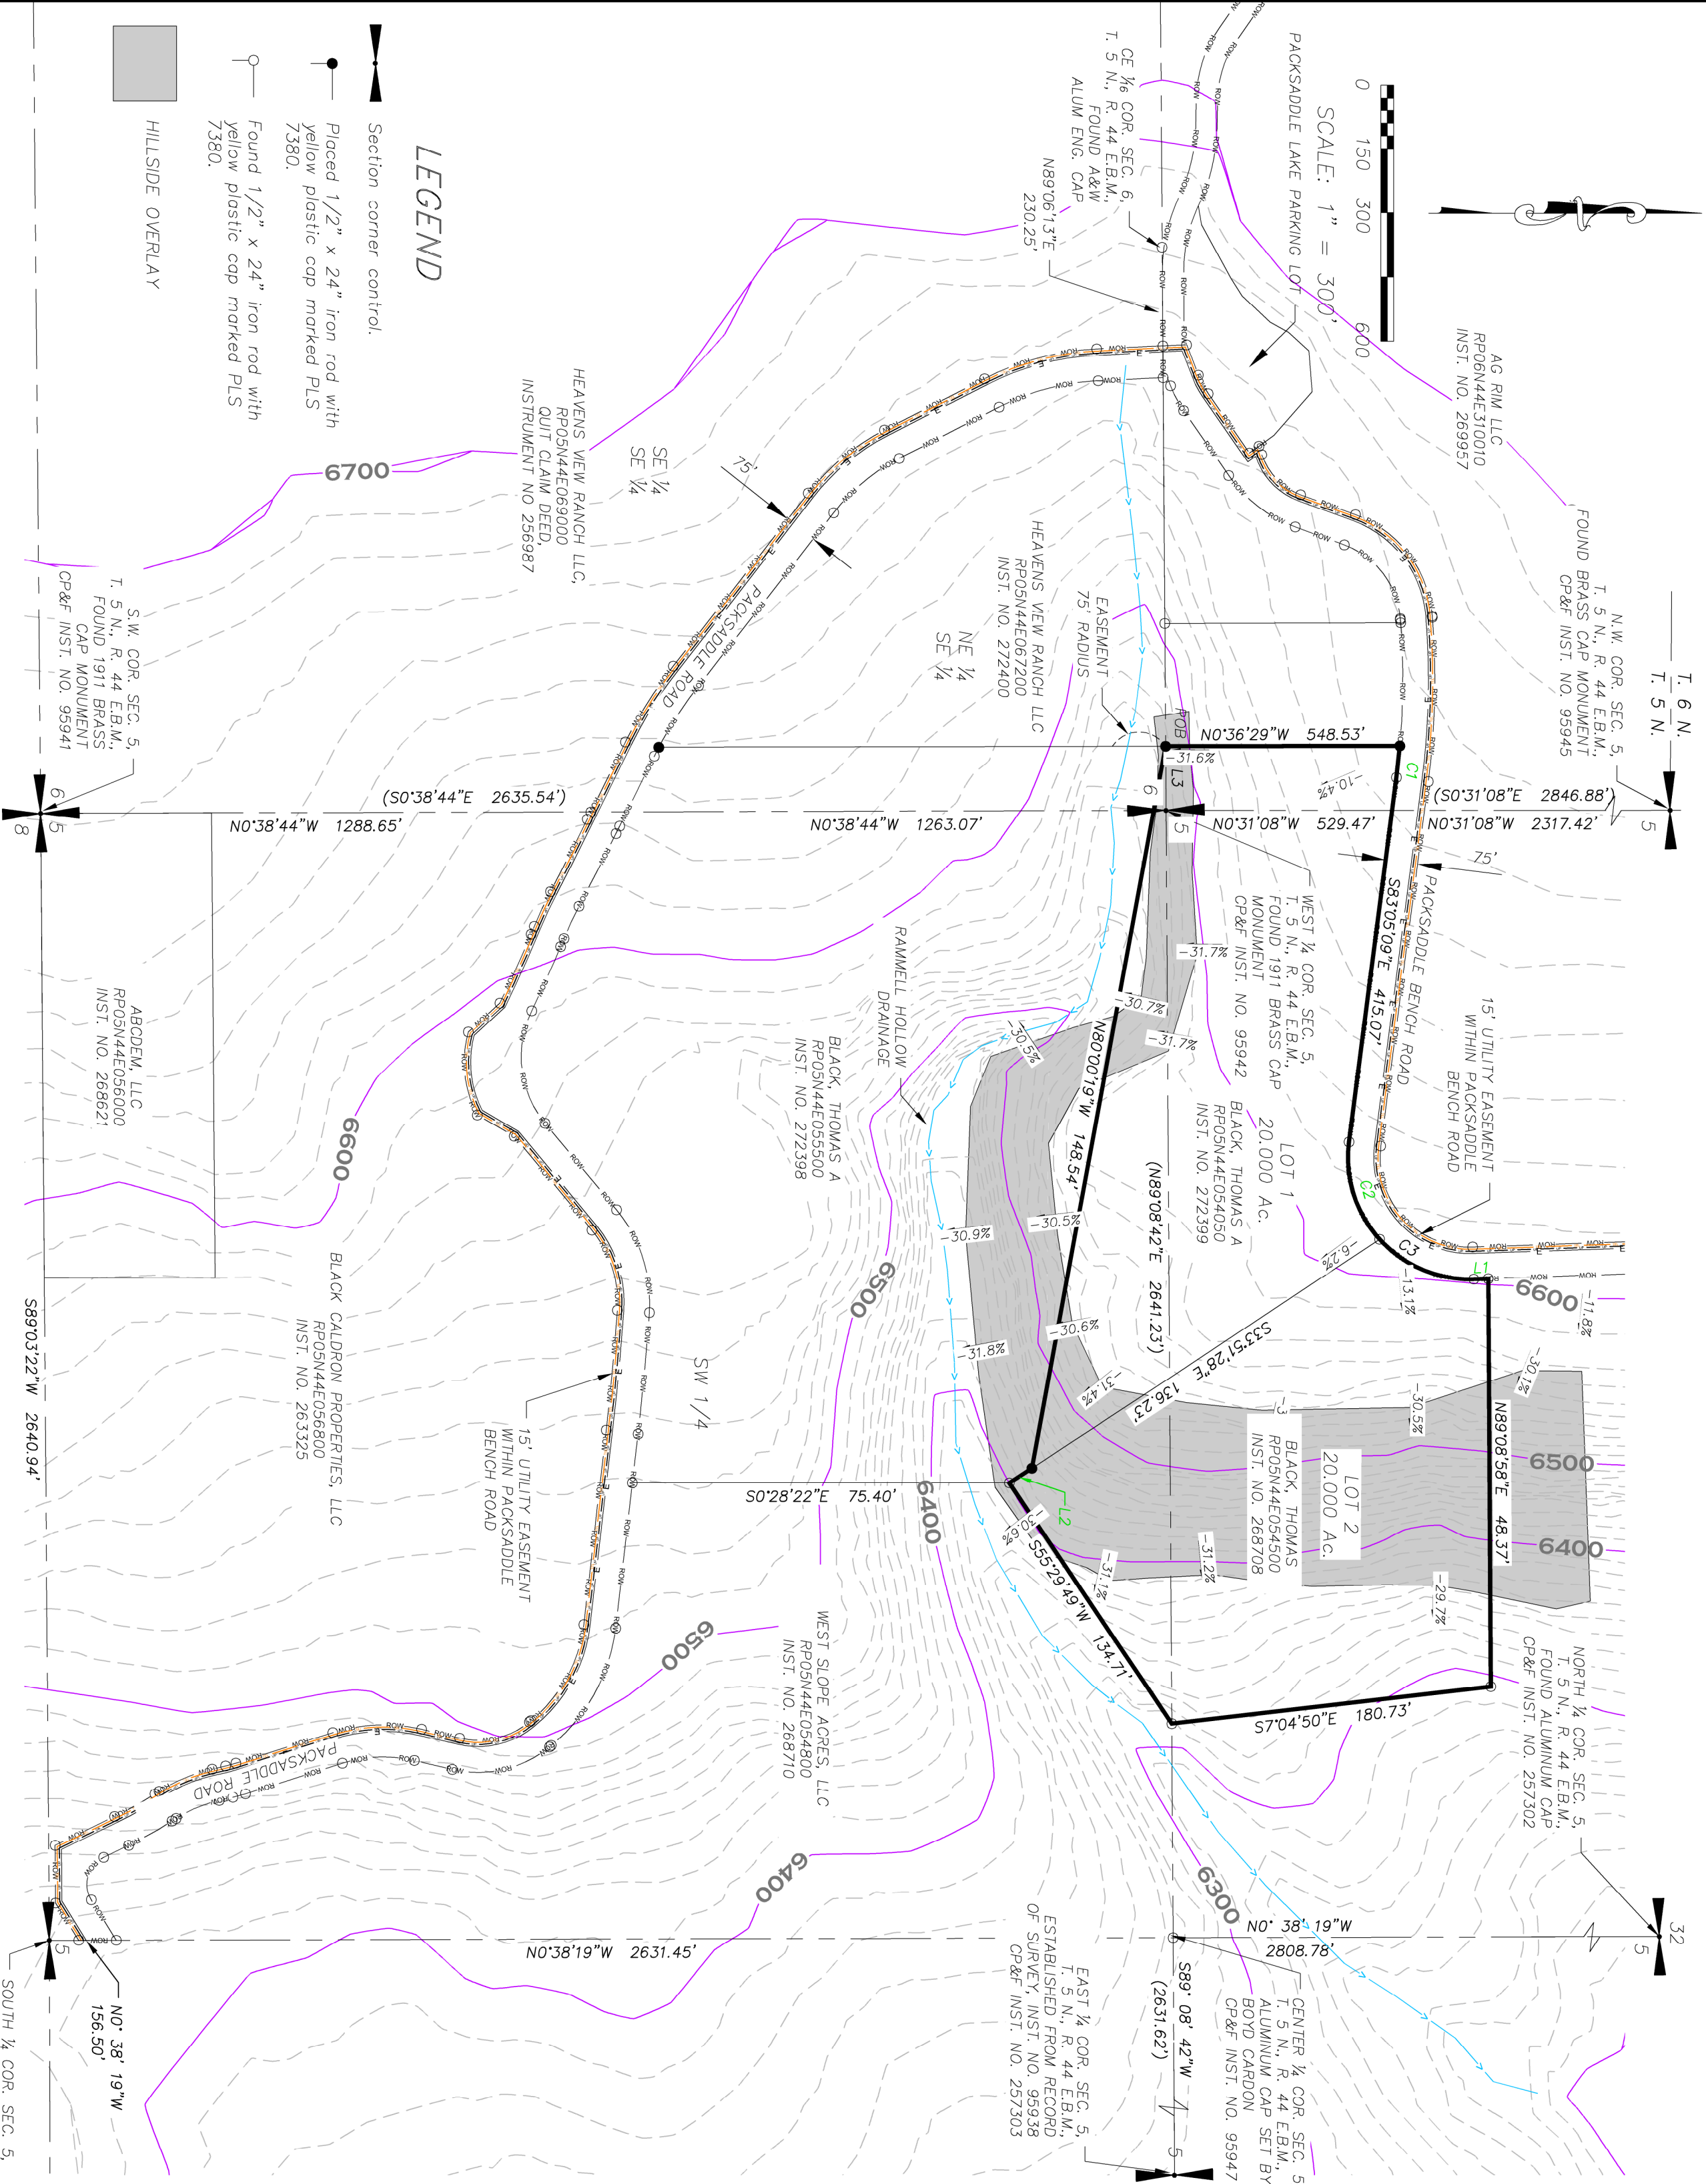 T. 6 N.
T. 5 N.
0 150 300 600
SCALE: 1" = 300'
PACKSADDLE LAKE PARKING LOT
CE 1/16 COR. SEC. 6,
T. 5 N., R. 44 E.B.M.,
FOUND A&W
ALUM ENG. CAP
N89°06'13"E
230.25'
LEGEND
Section corner control.
Placed 1/2" x 24" iron rod with
yellow plastic cap marked PLS
7380.
Found 1/2" x 24" iron rod with
yellow plastic cap marked PLS
7380.
HILLSIDE OVERLAY
AG RIM LLC
RP06N44E310010
INST. NO. 269957
N.W. COR. SEC. 5,
T. 5 N., R. 44 E.B.M.,
FOUND BRASS CAP MONUMENT
CP&F INST. NO. 95945
5
HEAVENS VIEW RANCH LLC,
RP05N44E069000
QUIT CLAIM DEED,
INSTRUMENT NO 256987
SE ¼
SE ¼
75'
6700
PACKSADDLE ROAD
HEAVENS VIEW RANCH LLC
RP05N44E067200
INST. NO. 272400
NE ¼
SE ¼
EASEMENT
75' RADIUS
POB
N0°36'29"W 548.53'
-31.6%
L3
-10.4%
C1
6
5
(S0°31'08"E 2846.88')
N0°31'08"W 529.47'
N0°31'08"W 2317.42'
(S0°38'44"E 2635.54')
N0°38'44"W 1288.65'
N0°38'44"W 1263.07'
S.W. COR. SEC. 5,
T. 5 N., R. 44 E.B.M.,
FOUND 1911 BRASS
CAP MONUMENT
CP&F INST. NO. 95941
6
5
8
75'
PACKSADDLE BENCH ROAD
S83°05'09"E 415.07'
15' UTILITY EASEMENT
WITHIN PACKSADDLE
BENCH ROAD
WEST ¼ COR. SEC. 5,
T. 5 N., R. 44 E.B.M.,
FOUND 1911 BRASS CAP
MONUMENT
CP&F INST. NO. 95942
-31.7%
-30.7%
-31.7%
-30.5%
N80°00'19"W 148.54'
LOT 1
20.000 Ac.
BLACK, THOMAS A
RP05N44E054050
INST. NO. 272399
(N89°08'42"E 2641.23')
RAMMELL HOLLOW
DRAINAGE
BLACK, THOMAS A
RP05N44E055500
INST. NO. 272398
ABCDEM, LLC
RP05N44E056000
INST. NO. 268621
6600
C2
C3
L1
-6.2%
-13.1%
6600
-11.8%
-30.5%
-30.9%
6500
-30.6%
-31.8%
S33°51'28"E 136.23'
-31.4%
-30.1%
-30.5%
N89°08'58"E 48.37'
6500
LOT 2
20.000 Ac.
BLACK, THOMAS
RP05N44E054500
INST. NO. 268708
6400
6400
L2
S0°28'22"E 75.40'
-30.6%
S55°29'49"W 134.71'
-31.1%
-31.2%
-29.7%
S7°04'50"E 180.73'
SW 1/4
BLACK CALDRON PROPERTIES, LLC
RP05N44E056800
INST. NO. 263325
S89°03'22"W 2640.94'
15' UTILITY EASEMENT
WITHIN PACKSADDLE
BENCH ROAD
6500
WEST SLOPE ACRES, LLC
RP05N44E054800
INST. NO. 268710
NORTH ¼ COR. SEC. 5,
T. 5 N., R. 44 E.B.M.,
FOUND ALUMINUM CAP
CP&F INST. NO. 257302
32
5
PACKSADDLE ROAD
6400
6300
N0° 38' 19"W
2808.78'
N0°38'19"W 2631.45'
5
N0° 38' 19"W
156.50'
SOUTH ¼ COR. SEC. 5,
S89° 08' 42"W
(2631.62')
CENTER ¼ COR. SEC. 5
T. 5 N., R. 44 E.B.M.,
ALUMINUM CAP SET BY
BOYD CARDON
CP&F INST. NO. 95947
EAST ¼ COR. SEC. 5,
T. 5 N., R. 44 E.B.M.,
ESTABLISHED FROM RECORD
OF SURVEY, INST. NO. 95938
CP&F INST. NO. 257303
5